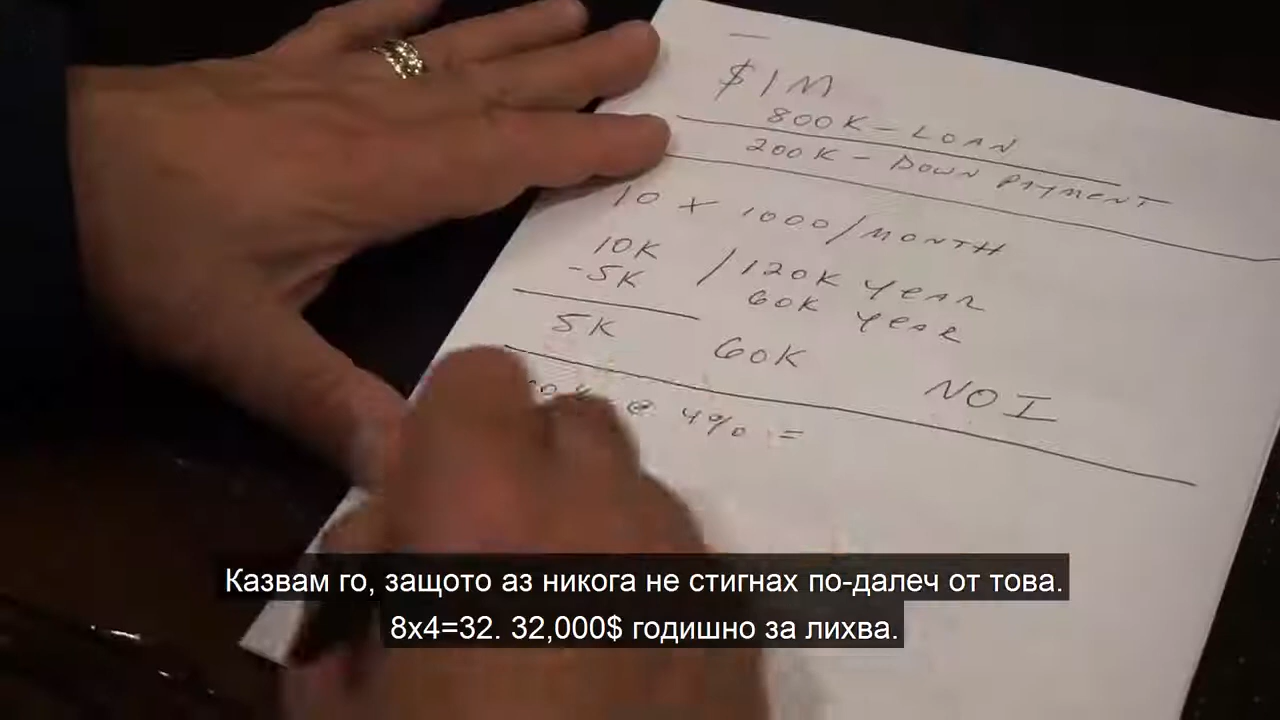 $1M
800K - LOAN
200K - DOWN PAYMENT
10 x 1000/MONTH
10K / 120K YEAR
-5K 60K YEAR
5K 60K NOI
@ 4% =
Казвам го, защото аз никога не стигнах по-далеч от това.
8x4=32. 32,000$ годишно за лихва.